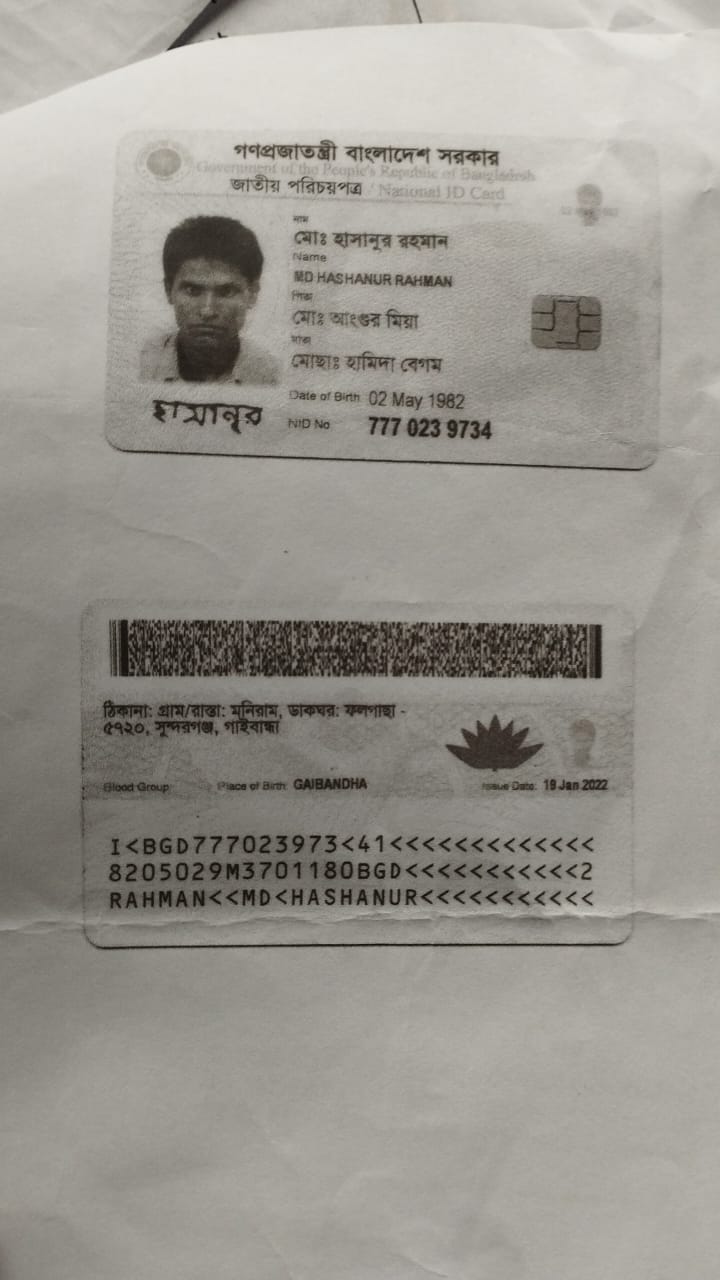 গণপ্রজাতন্ত্রী বাংলাদেশ সরকার
Government of the People's Republic of Bangladesh
জাতীয় পরিচয়পত্র / National ID Card
নাম
মোঃ হাসানুর রহমান
Name
MD HASHANUR RAHMAN
পিতা
মোঃ আংগুর মিয়া
মাতা
মোছাঃ হামিদা বেগম
Date of Birth 02 May 1982
NID No 777 023 9734
হাসানুর
ঠিকানা: গ্রাম/রাস্তা: মনিরাম, ডাকঘর: ফলগাছা -
৫৭২০, সুন্দরগঞ্জ, গাইবান্ধা
Blood Group: Place of Birth: GAIBANDHA Issue Date: 19 Jan 2022
I<BGD777023973<41<<<<<<<<<<<<<
8205029M3701180BGD<<<<<<<<<<<2
RAHMAN<<MD<HASHANUR<<<<<<<<<<<